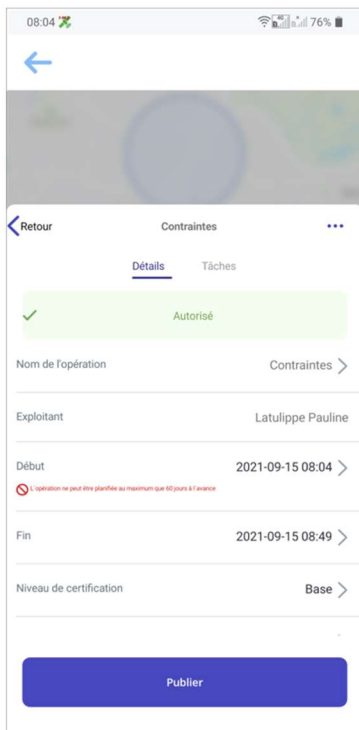 08:04 76%
Retour Contraintes
Détails Tâches
Autorisé
Nom de l'opération Contraintes
Exploitant Latulippe Pauline
Début 2021-09-15 08:04
L'opération ne peut être planifiée au maximum que 60 jours à l'avance
Fin 2021-09-15 08:49
Niveau de certification Base
Publier